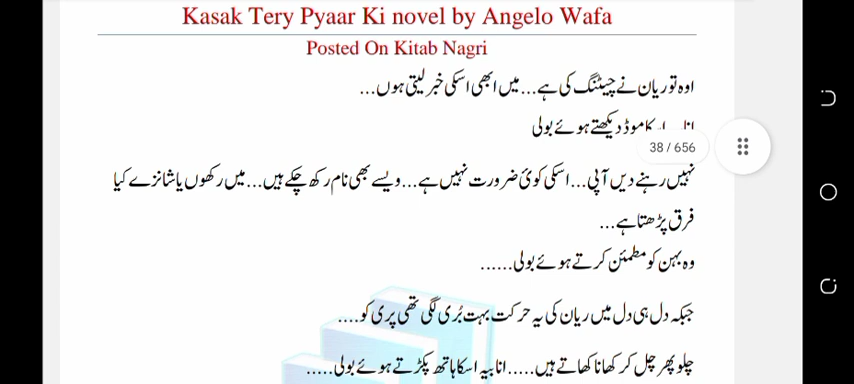 Kasak Tery Pyaar Ki novel by Angelo Wafa
Posted On Kitab Nagri
اوہ تو ریان نے چیٹنگ کی ہے...میں ابھی اسکی خبر لیتی ہوں...
موڈ دیکھتے ہوئے بولی
38 / 656
نہیں رہنے دیں آپی...اسکی کوئ ضرورت نہیں ہے...ویسے بھی نام رکھ چکے ہیں...میں رکھوں یا شانزے کیا
فرق پڑھتا ہے...
وہ بہن کو مطمئن کرتے ہوئے بولی......
جبکہ دل ہی دل میں ریان کی یہ حرکت بہت بُری لگی تھی پری کو....
چلو پھر چل کر کھانا کھاتے ہیں.....انابیہ اسکا ہاتھ پکڑتے ہوئے بولی.....